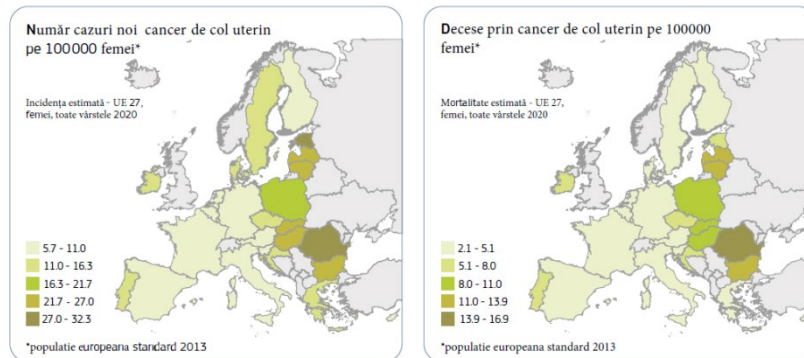 Număr cazuri noi cancer de col uterin
pe 100000 femei*
Incidența estimată - UE 27,
femei, toate vârstele 2020
5.7 - 11.0
11.0 - 16.3
16.3 - 21.7
21.7 - 27.0
27.0 - 32.3
*populatie europeana standard 2013
Decese prin cancer de col uterin pe 100000
femei*
Mortalitate estimată - UE 27,
femei, toate vârstele 2020
2.1 - 5.1
5.1 - 8.0
8.0 - 11.0
11.0 - 13.9
13.9 - 16.9
*populatie europeana standard 2013